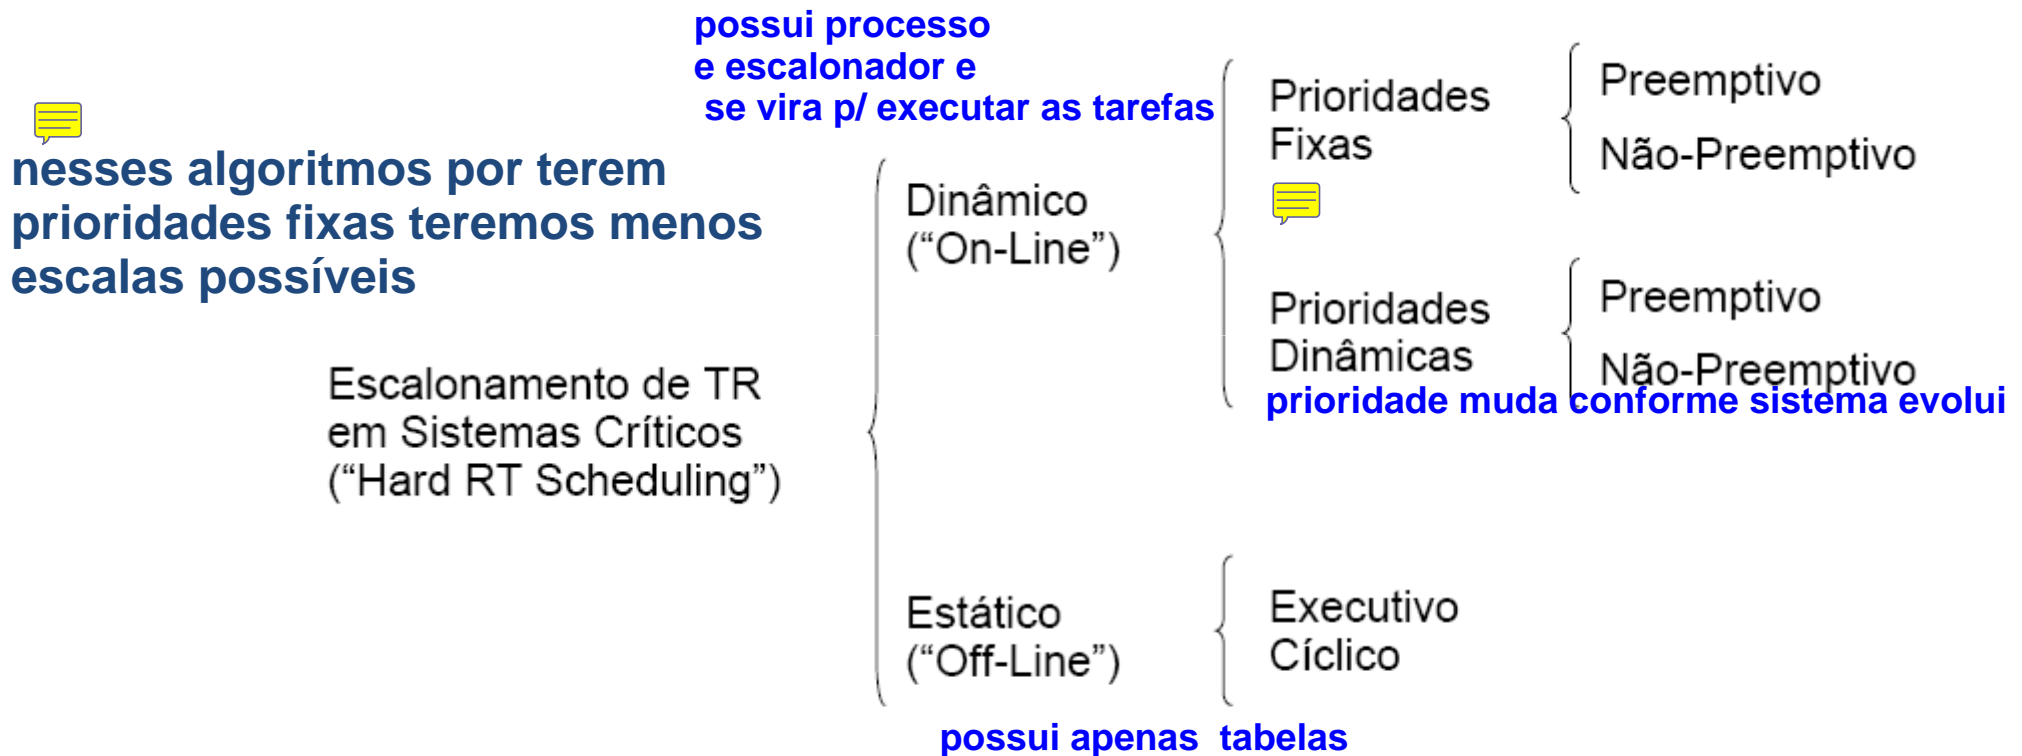 possui processo
e escalonador e
se vira p/ executar as tarefas
nesses algoritmos por terem
prioridades fixas teremos menos
escalas possíveis
Escalonamento de TR
em Sistemas Críticos
(“Hard RT Scheduling”)
Dinâmico
(“On-Line”)
Prioridades
Fixas
Preemptivo
Não-Preemptivo
Prioridades
Dinâmicas
Preemptivo
Não-Preemptivo
prioridade muda conforme sistema evolui
Estático
(“Off-Line”)
Executivo
Cíclico
possui apenas tabelas